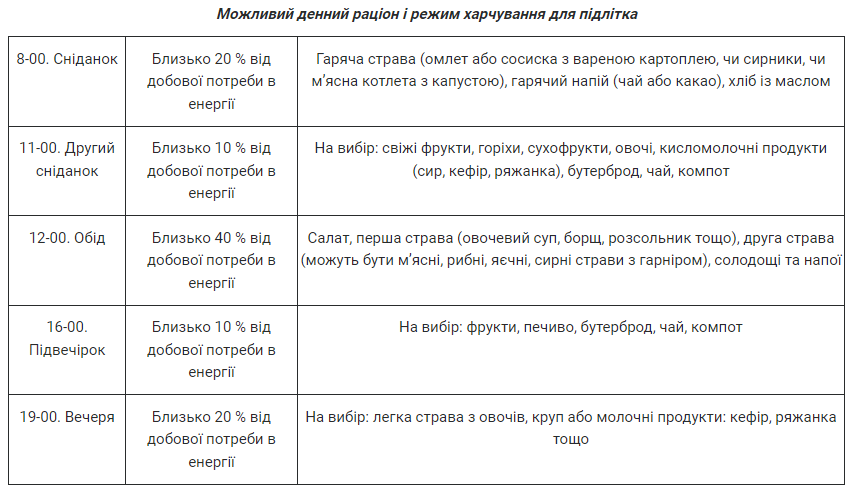 Можливий денний раціон і режим харчування для підлітка
8-00. Сніданок
Близько 20 % від
добової потреби в
енергії
Гаряча страва (омлет або сосиска з вареною картоплею, чи сирники, чи
м’ясна котлета з капустою), гарячий напій (чай або какао), хліб із маслом
11-00. Другий
сніданок
Близько 10 % від
добової потреби в
енергії
На вибір: свіжі фрукти, горіхи, сухофрукти, овочі, кисломолочні продукти
(сир, кефір, ряжанка), бутерброд, чай, компот
12-00. Обід
Близько 40 % від
добової потреби в
енергії
Салат, перша страва (овочевий суп, борщ, розсольник тощо), друга страва
(можуть бути м’ясні, рибні, яєчні, сирні страви з гарніром), солодощі та напої
16-00.
Підвечірок
Близько 10 % від
добової потреби в
енергії
На вибір: фрукти, печиво, бутерброд, чай, компот
19-00. Вечеря
Близько 20 % від
добової потреби в
енергії
На вибір: легка страва з овочів, круп або молочні продукти: кефір, ряжанка
тощо